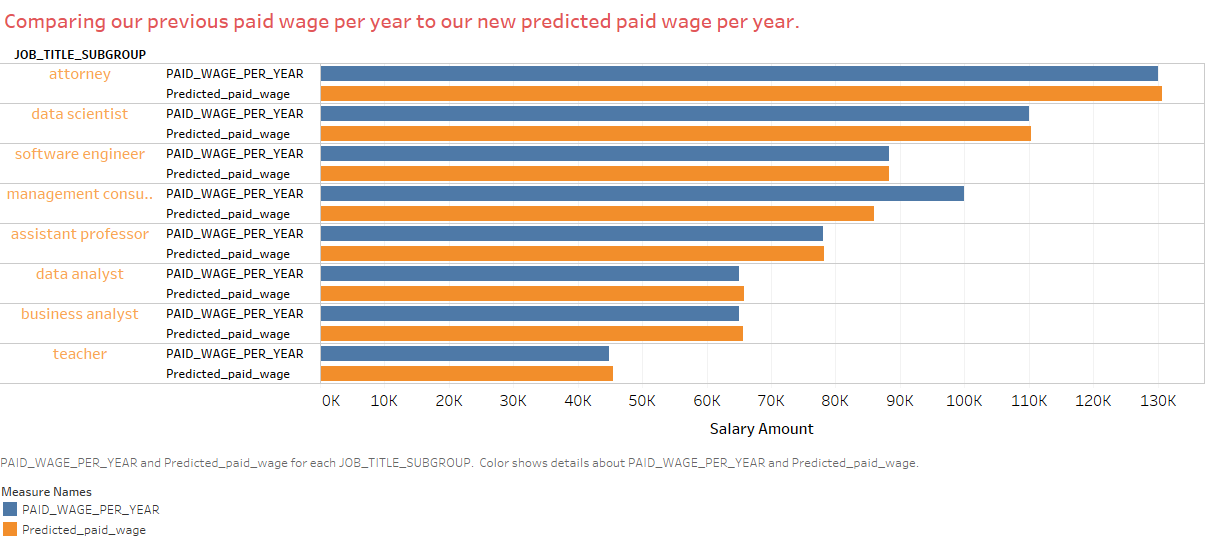 Comparing our previous paid wage per year to our new predicted paid wage per year.
JOB_TITLE_SUBGROUP
attorney PAID_WAGE_PER_YEAR
Predicted_paid_wage
data scientist PAID_WAGE_PER_YEAR
Predicted_paid_wage
software engineer PAID_WAGE_PER_YEAR
Predicted_paid_wage
management consu.. PAID_WAGE_PER_YEAR
Predicted_paid_wage
assistant professor PAID_WAGE_PER_YEAR
Predicted_paid_wage
data analyst PAID_WAGE_PER_YEAR
Predicted_paid_wage
business analyst PAID_WAGE_PER_YEAR
Predicted_paid_wage
teacher PAID_WAGE_PER_YEAR
Predicted_paid_wage
0K 10K 20K 30K 40K 50K 60K 70K 80K 90K 100K 110K 120K 130K
Salary Amount
PAID_WAGE_PER_YEAR and Predicted_paid_wage for each JOB_TITLE_SUBGROUP. Color shows details about PAID_WAGE_PER_YEAR and Predicted_paid_wage.
Measure Names
PAID_WAGE_PER_YEAR
Predicted_paid_wage